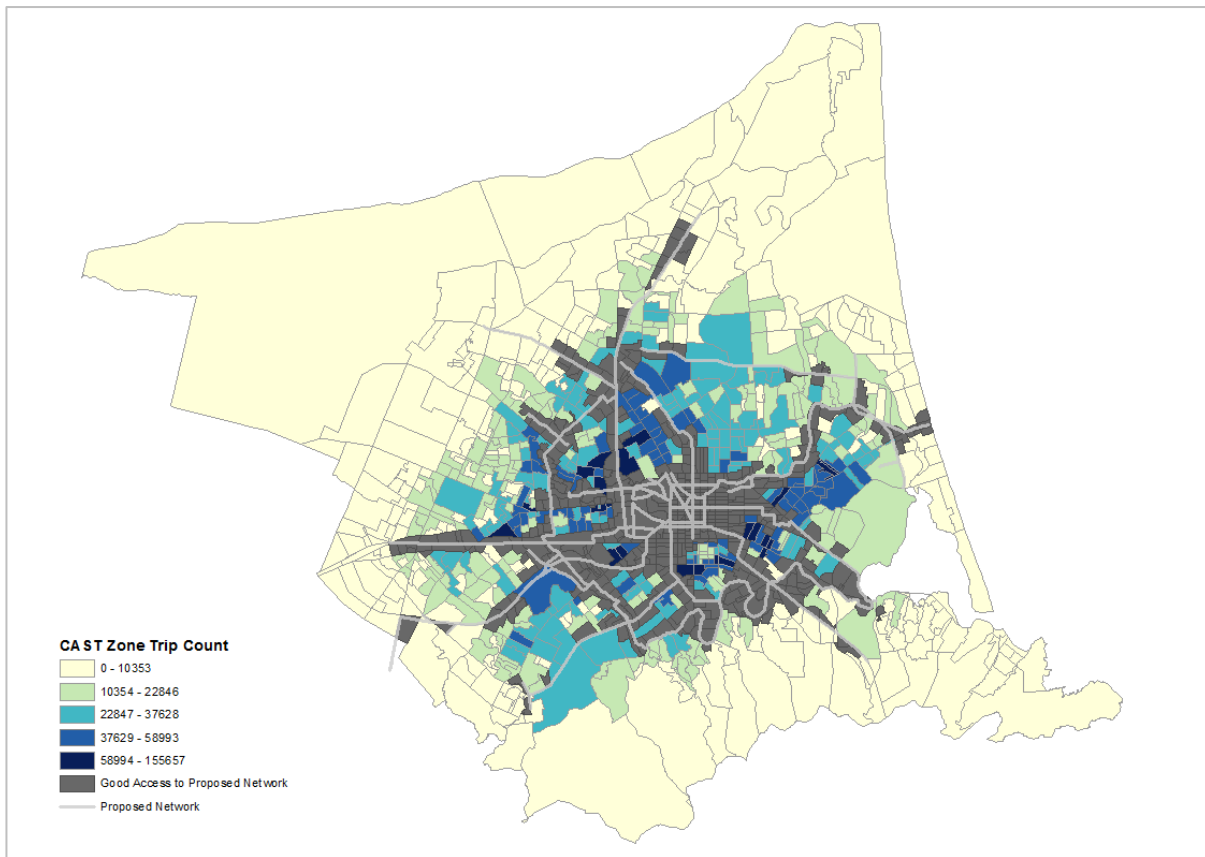 CAST Zone Trip Count
0 - 10353
10354 - 22846
22847 - 37628
37629 - 58993
58994 - 155657
Good Access to Proposed Network
Proposed Network